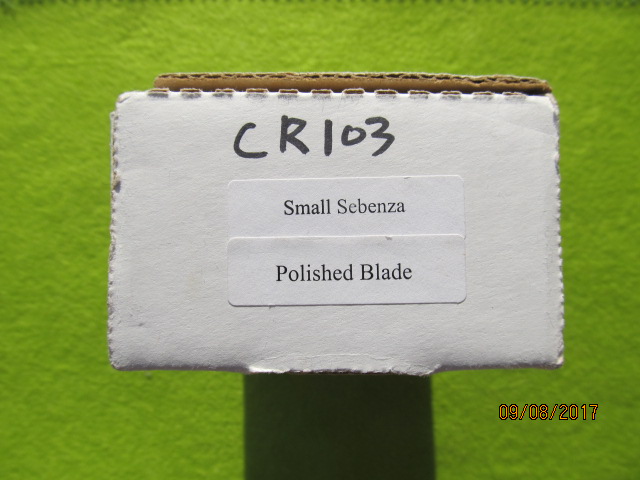 CR103
Small Sebenza
Polished Blade
09/08/2017